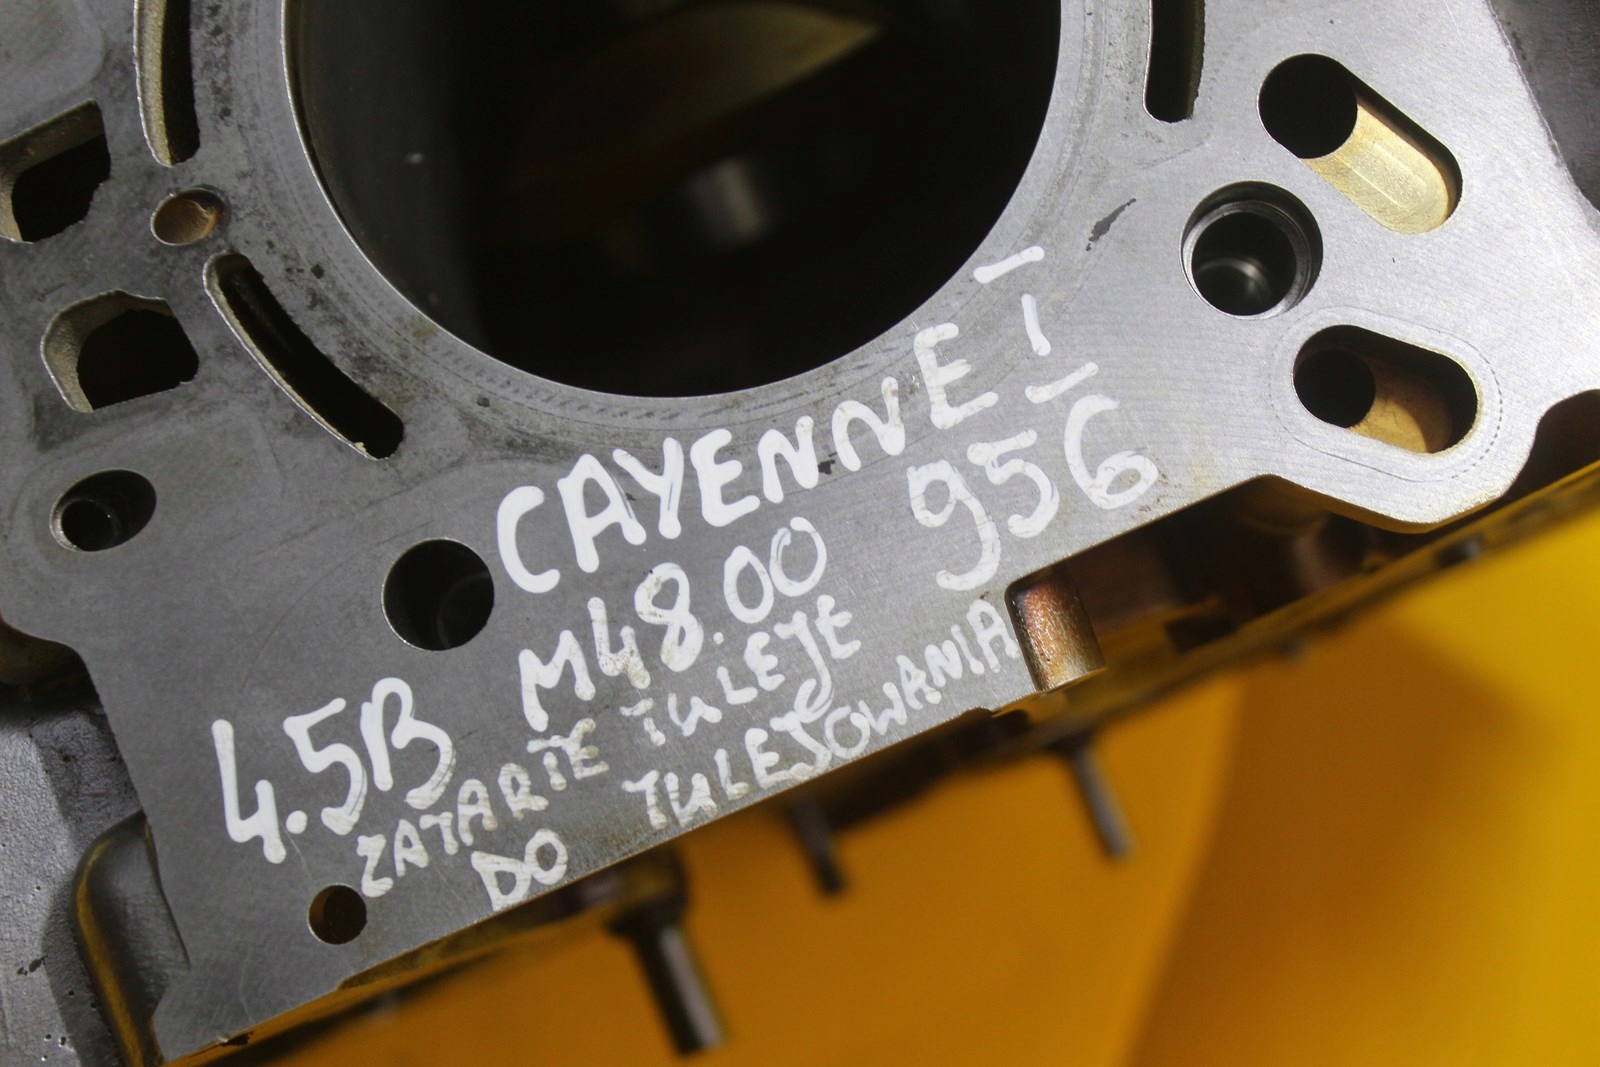 CAYENNE I
4.5B M48.00 956
ZATARTE TULEJE
DO TULEJOWANIA